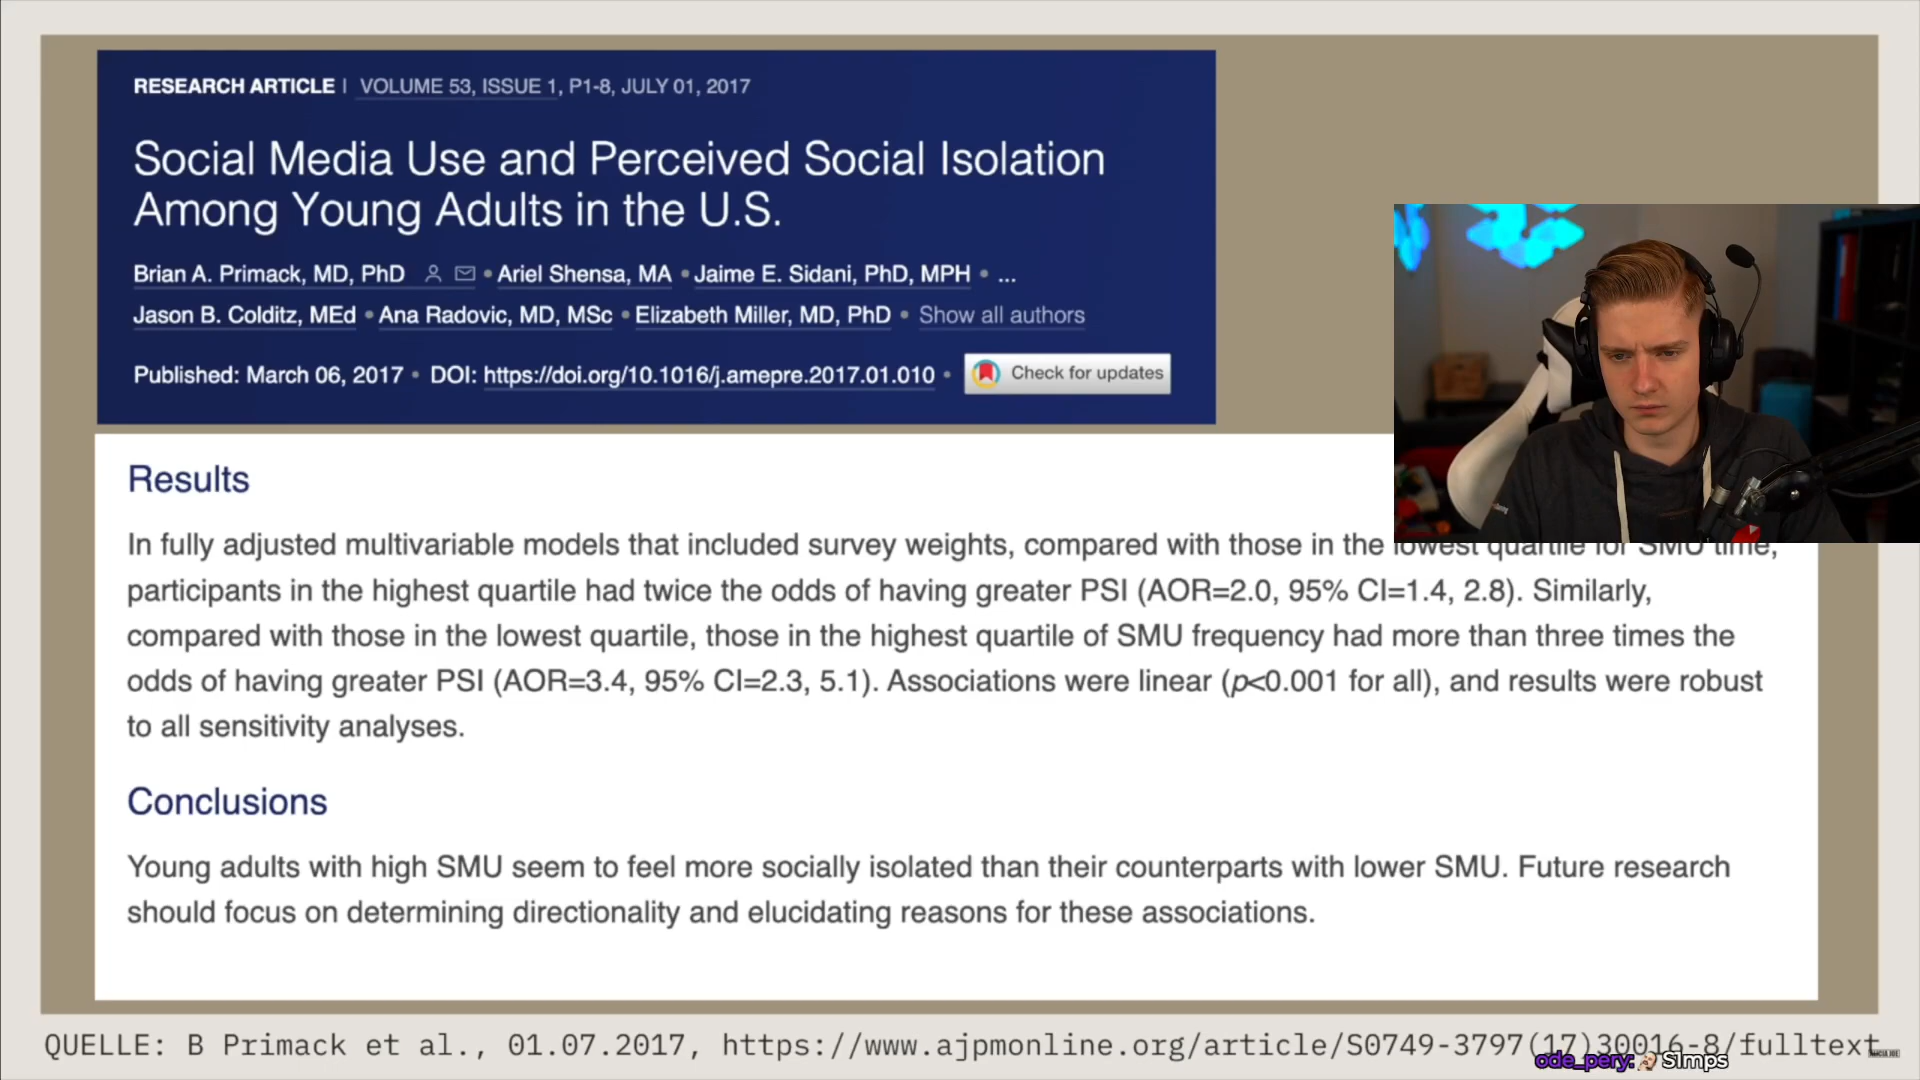 RESEARCH ARTICLE | VOLUME 53, ISSUE 1, P1-8, JULY 01, 2017
Social Media Use and Perceived Social Isolation
Among Young Adults in the U.S.
Brian A. Primack, MD, PhD • Ariel Shensa, MA • Jaime E. Sidani, PhD, MPH • ...
Jason B. Colditz, MEd • Ana Radovic, MD, MSc • Elizabeth Miller, MD, PhD • Show all authors
Published: March 06, 2017 • DOI: https://doi.org/10.1016/j.amepre.2017.01.010 • Check for updates
Results
In fully adjusted multivariable models that included survey weights, compared with those in the lowest quartile for SMU time,
participants in the highest quartile had twice the odds of having greater PSI (AOR=2.0, 95% CI=1.4, 2.8). Similarly,
compared with those in the lowest quartile, those in the highest quartile of SMU frequency had more than three times the
odds of having greater PSI (AOR=3.4, 95% CI=2.3, 5.1). Associations were linear (p<0.001 for all), and results were robust
to all sensitivity analyses.
Conclusions
Young adults with high SMU seem to feel more socially isolated than their counterparts with lower SMU. Future research
should focus on determining directionality and elucidating reasons for these associations.
QUELLE: B Primack et al., 01.07.2017, https://www.ajpmonline.org/article/S0749-3797(17)30016-8/fulltext
ode_pery: S1mps